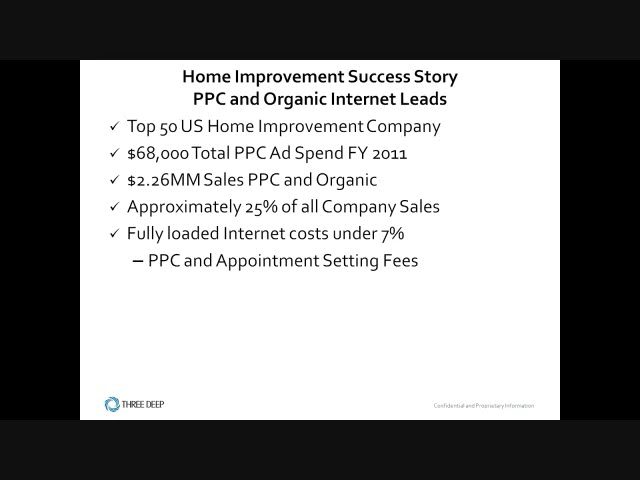 Home Improvement Success Story
PPC and Organic Internet Leads
✓ Top 50 US Home Improvement Company
✓ $68,000 Total PPC Ad Spend FY 2011
✓ $2.26MM Sales PPC and Organic
✓ Approximately 25% of all Company Sales
✓ Fully loaded Internet costs under 7%
– PPC and Appointment Setting Fees
THREE DEEP
Confidential and Proprietary Information